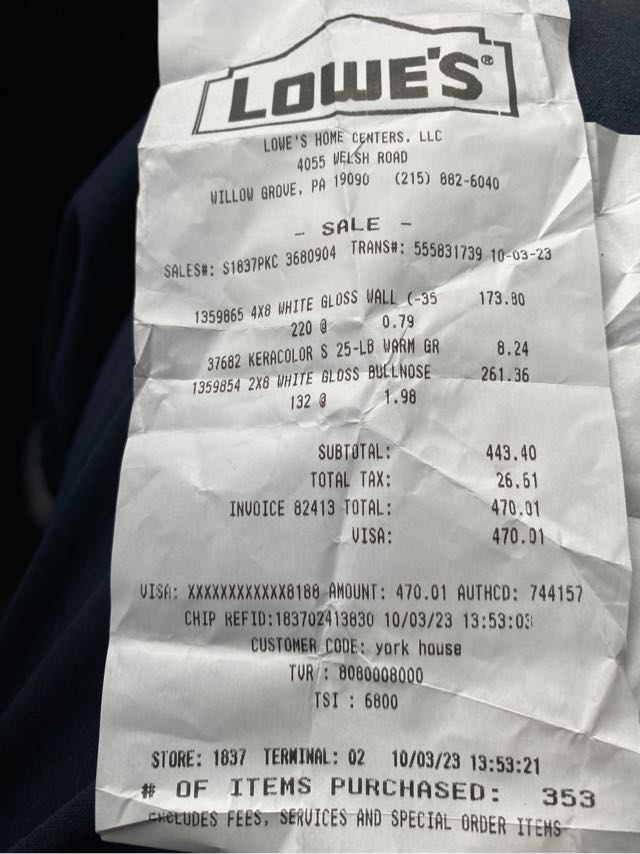 LOWE'S®
LOWE'S HOME CENTERS, LLC
4055 WELSH ROAD
WILLOW GROVE, PA 19090 (215) 882-6040
- SALE -
SALES#: S1837PKC 3680904 TRANS#: 555831739 10-03-23
1359865 4X8 WHITE GLOSS WALL (-35 173.80
220 @ 0.79
37682 KERACOLOR S 25-LB WARM GR 8.24
1359854 2X8 WHITE GLOSS BULLNOSE 261.36
132 @ 1.98
SUBTOTAL: 443.40
TOTAL TAX: 26.61
INVOICE 82413 TOTAL: 470.01
VISA: 470.01
VISA: XXXXXXXXXXXX8188 AMOUNT: 470.01 AUTHCD: 744157
CHIP REFID:183702413830 10/03/23 13:53:03
CUSTOMER CODE: york house
TVR : 8080008000
TSI : 6800
STORE: 1837 TERMINAL: 02 10/03/23 13:53:21
# OF ITEMS PURCHASED: 353
EXCLUDES FEES, SERVICES AND SPECIAL ORDER ITEMS